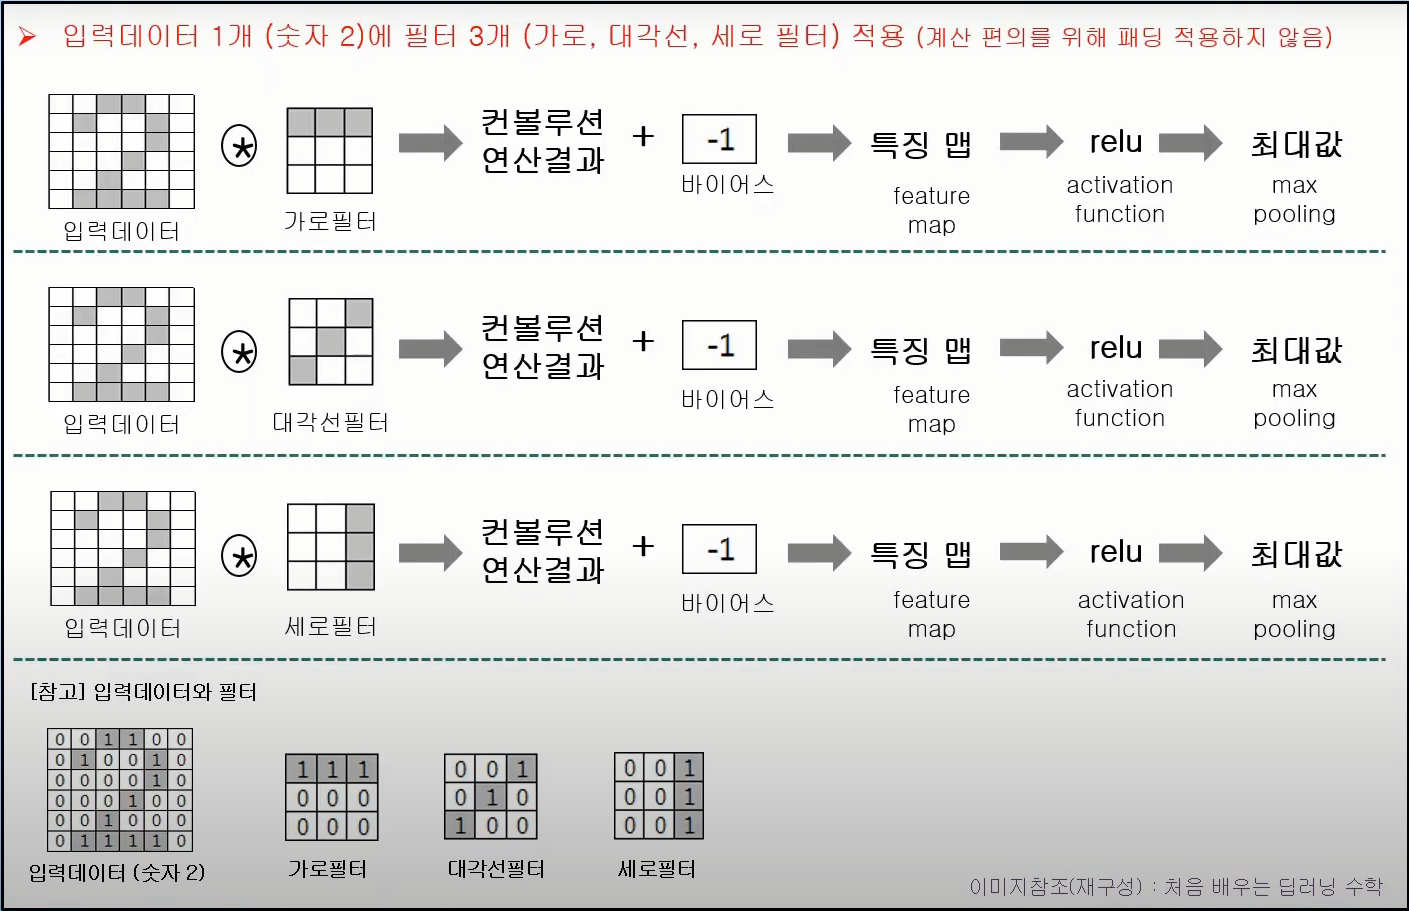 ➢ 입력데이터 1개 (숫자 2)에 필터 3개 (가로, 대각선, 세로 필터) 적용 (계산 편의를 위해 패딩 적용하지 않음)
컨볼루션
연산결과
+
-1
바이어스
특징 맵
feature
map
relu
activation
function
최대값
max
pooling
입력데이터
가로필터
컨볼루션
연산결과
+
-1
바이어스
특징 맵
feature
map
relu
activation
function
최대값
max
pooling
입력데이터
대각선필터
컨볼루션
연산결과
+
-1
바이어스
특징 맵
feature
map
relu
activation
function
최대값
max
pooling
입력데이터
세로필터
[참고] 입력데이터와 필터
0 0 1 1 0 0
0 1 0 0 1 0
0 0 0 0 1 0
0 0 0 1 0 0
0 0 1 0 0 0
0 1 1 1 1 0
입력데이터 (숫자 2)
1 1 1
0 0 0
0 0 0
가로필터
0 0 1
0 1 0
1 0 0
대각선필터
0 0 1
0 0 1
0 0 1
세로필터
이미지참조(재구성) : 처음 배우는 딥러닝 수학